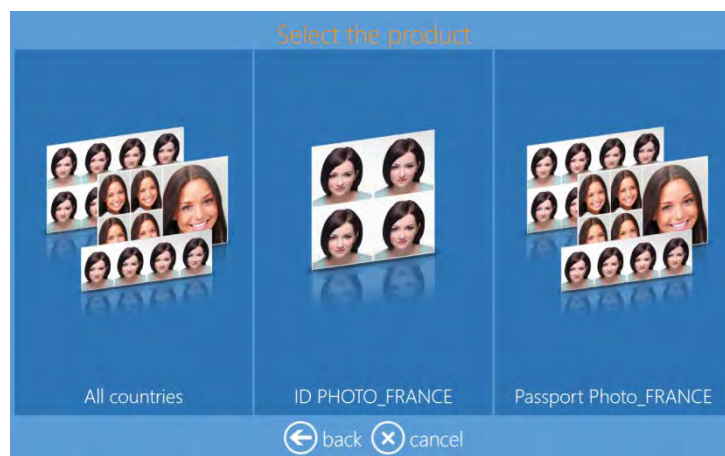 Select the product
All countries
ID PHOTO_FRANCE
Passport Photo_FRANCE
back
cancel